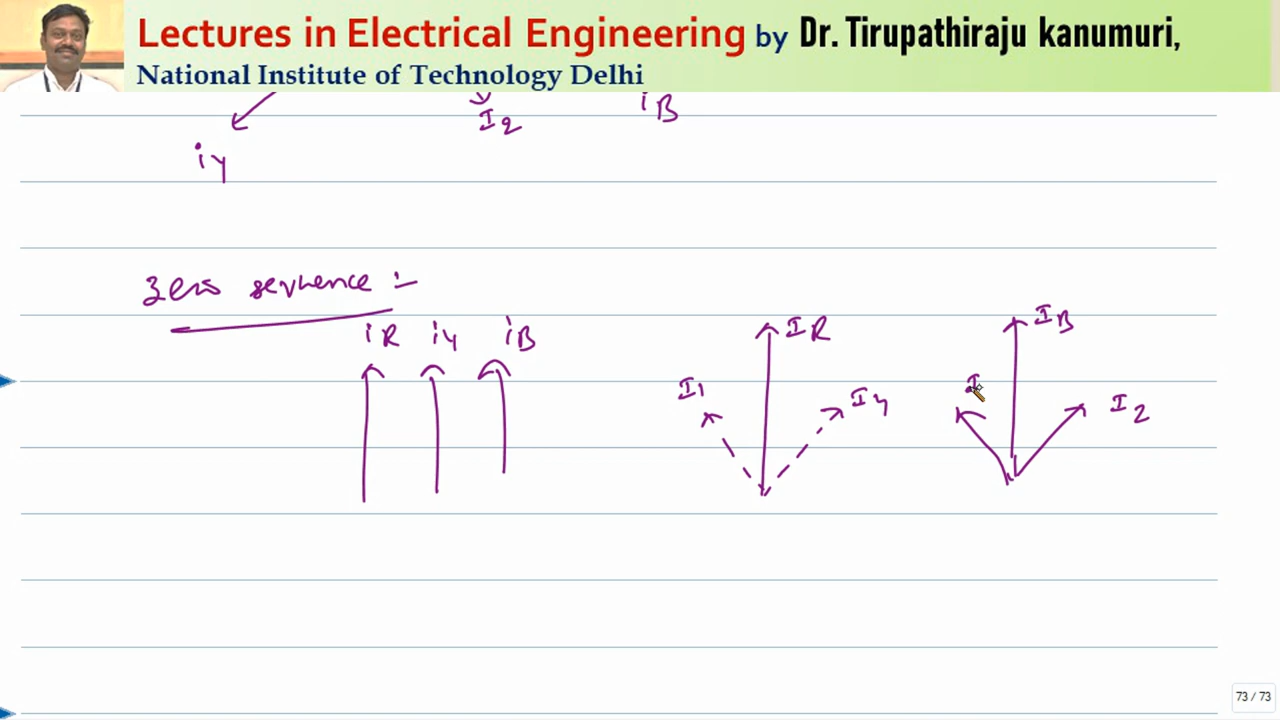 Lectures in Electrical Engineering by Dr. Tirupathiraju kanumuri,
National Institute of Technology Delhi
iB
I2
iy
Zero sequence :-
iR iy iB
IR
I1
I4
IB
I
I2
73 / 73